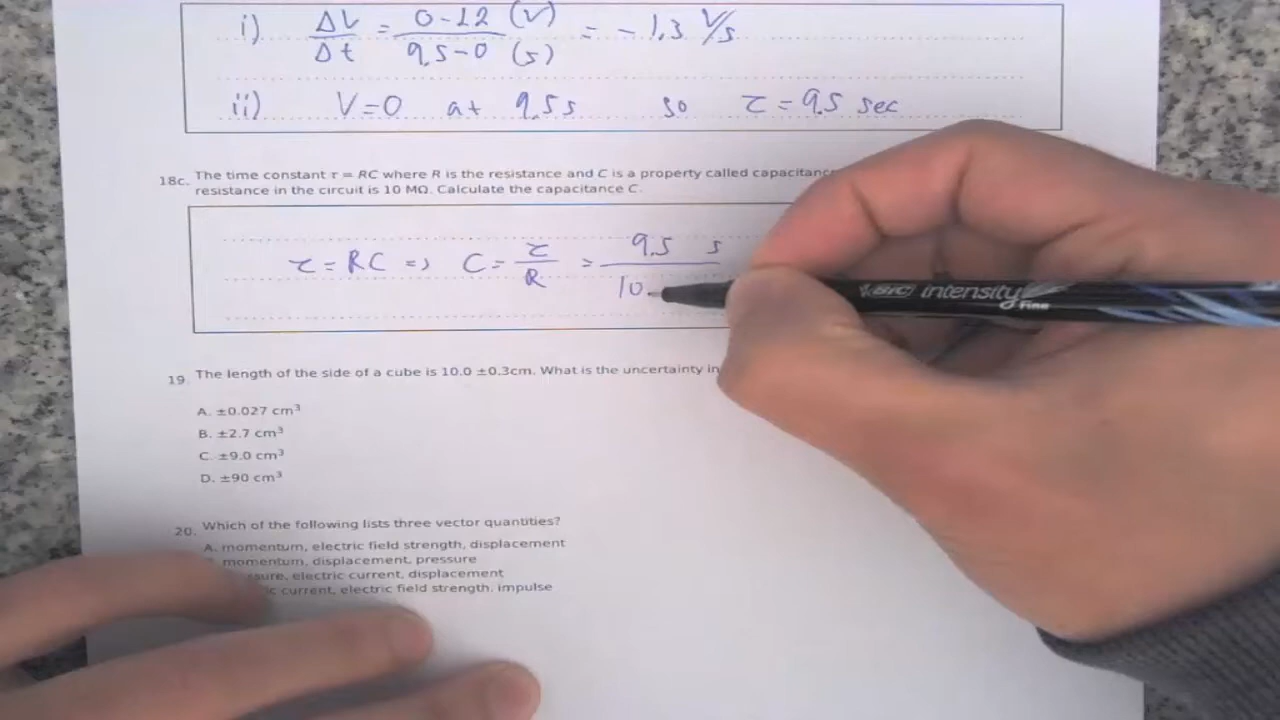 i) ΔV/Δt = 0-12 (V)/9.5-0 (s) = -1.3 V/s
ii) V=0 at 9.5s so τ = 9.5 sec
18c. The time constant τ = RC where R is the resistance and C is a property called
resistance in the circuit is 10 MΩ. Calculate the capacitance C.
τ = RC => C = τ/R = 9.5 s/10
BIC intensity Fine
19. The length of the side of a cube is 10.0 ±0.3cm. What is the uncertainty in
A. ±0.027 cm³
B. ±2.7 cm³
C. ±9.0 cm³
D. ±90 cm³
20. Which of the following lists three vector quantities?
A. momentum, electric field strength, displacement
momentum, displacement, pressure
electric current, displacement
current, electric field strength, impulse